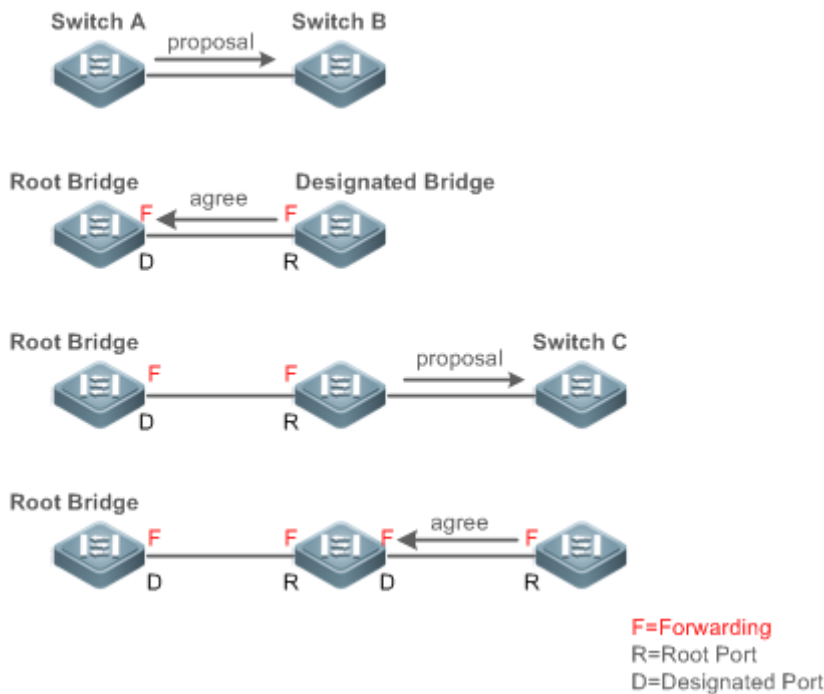 Switch A
Switch B
proposal
Root Bridge
Designated Bridge
F
agree
F
D
R
Root Bridge
Switch C
F
F
proposal
D
R
Root Bridge
F
F
F
agree
F
D
R
D
R
F=Forwarding
R=Root Port
D=Designated Port